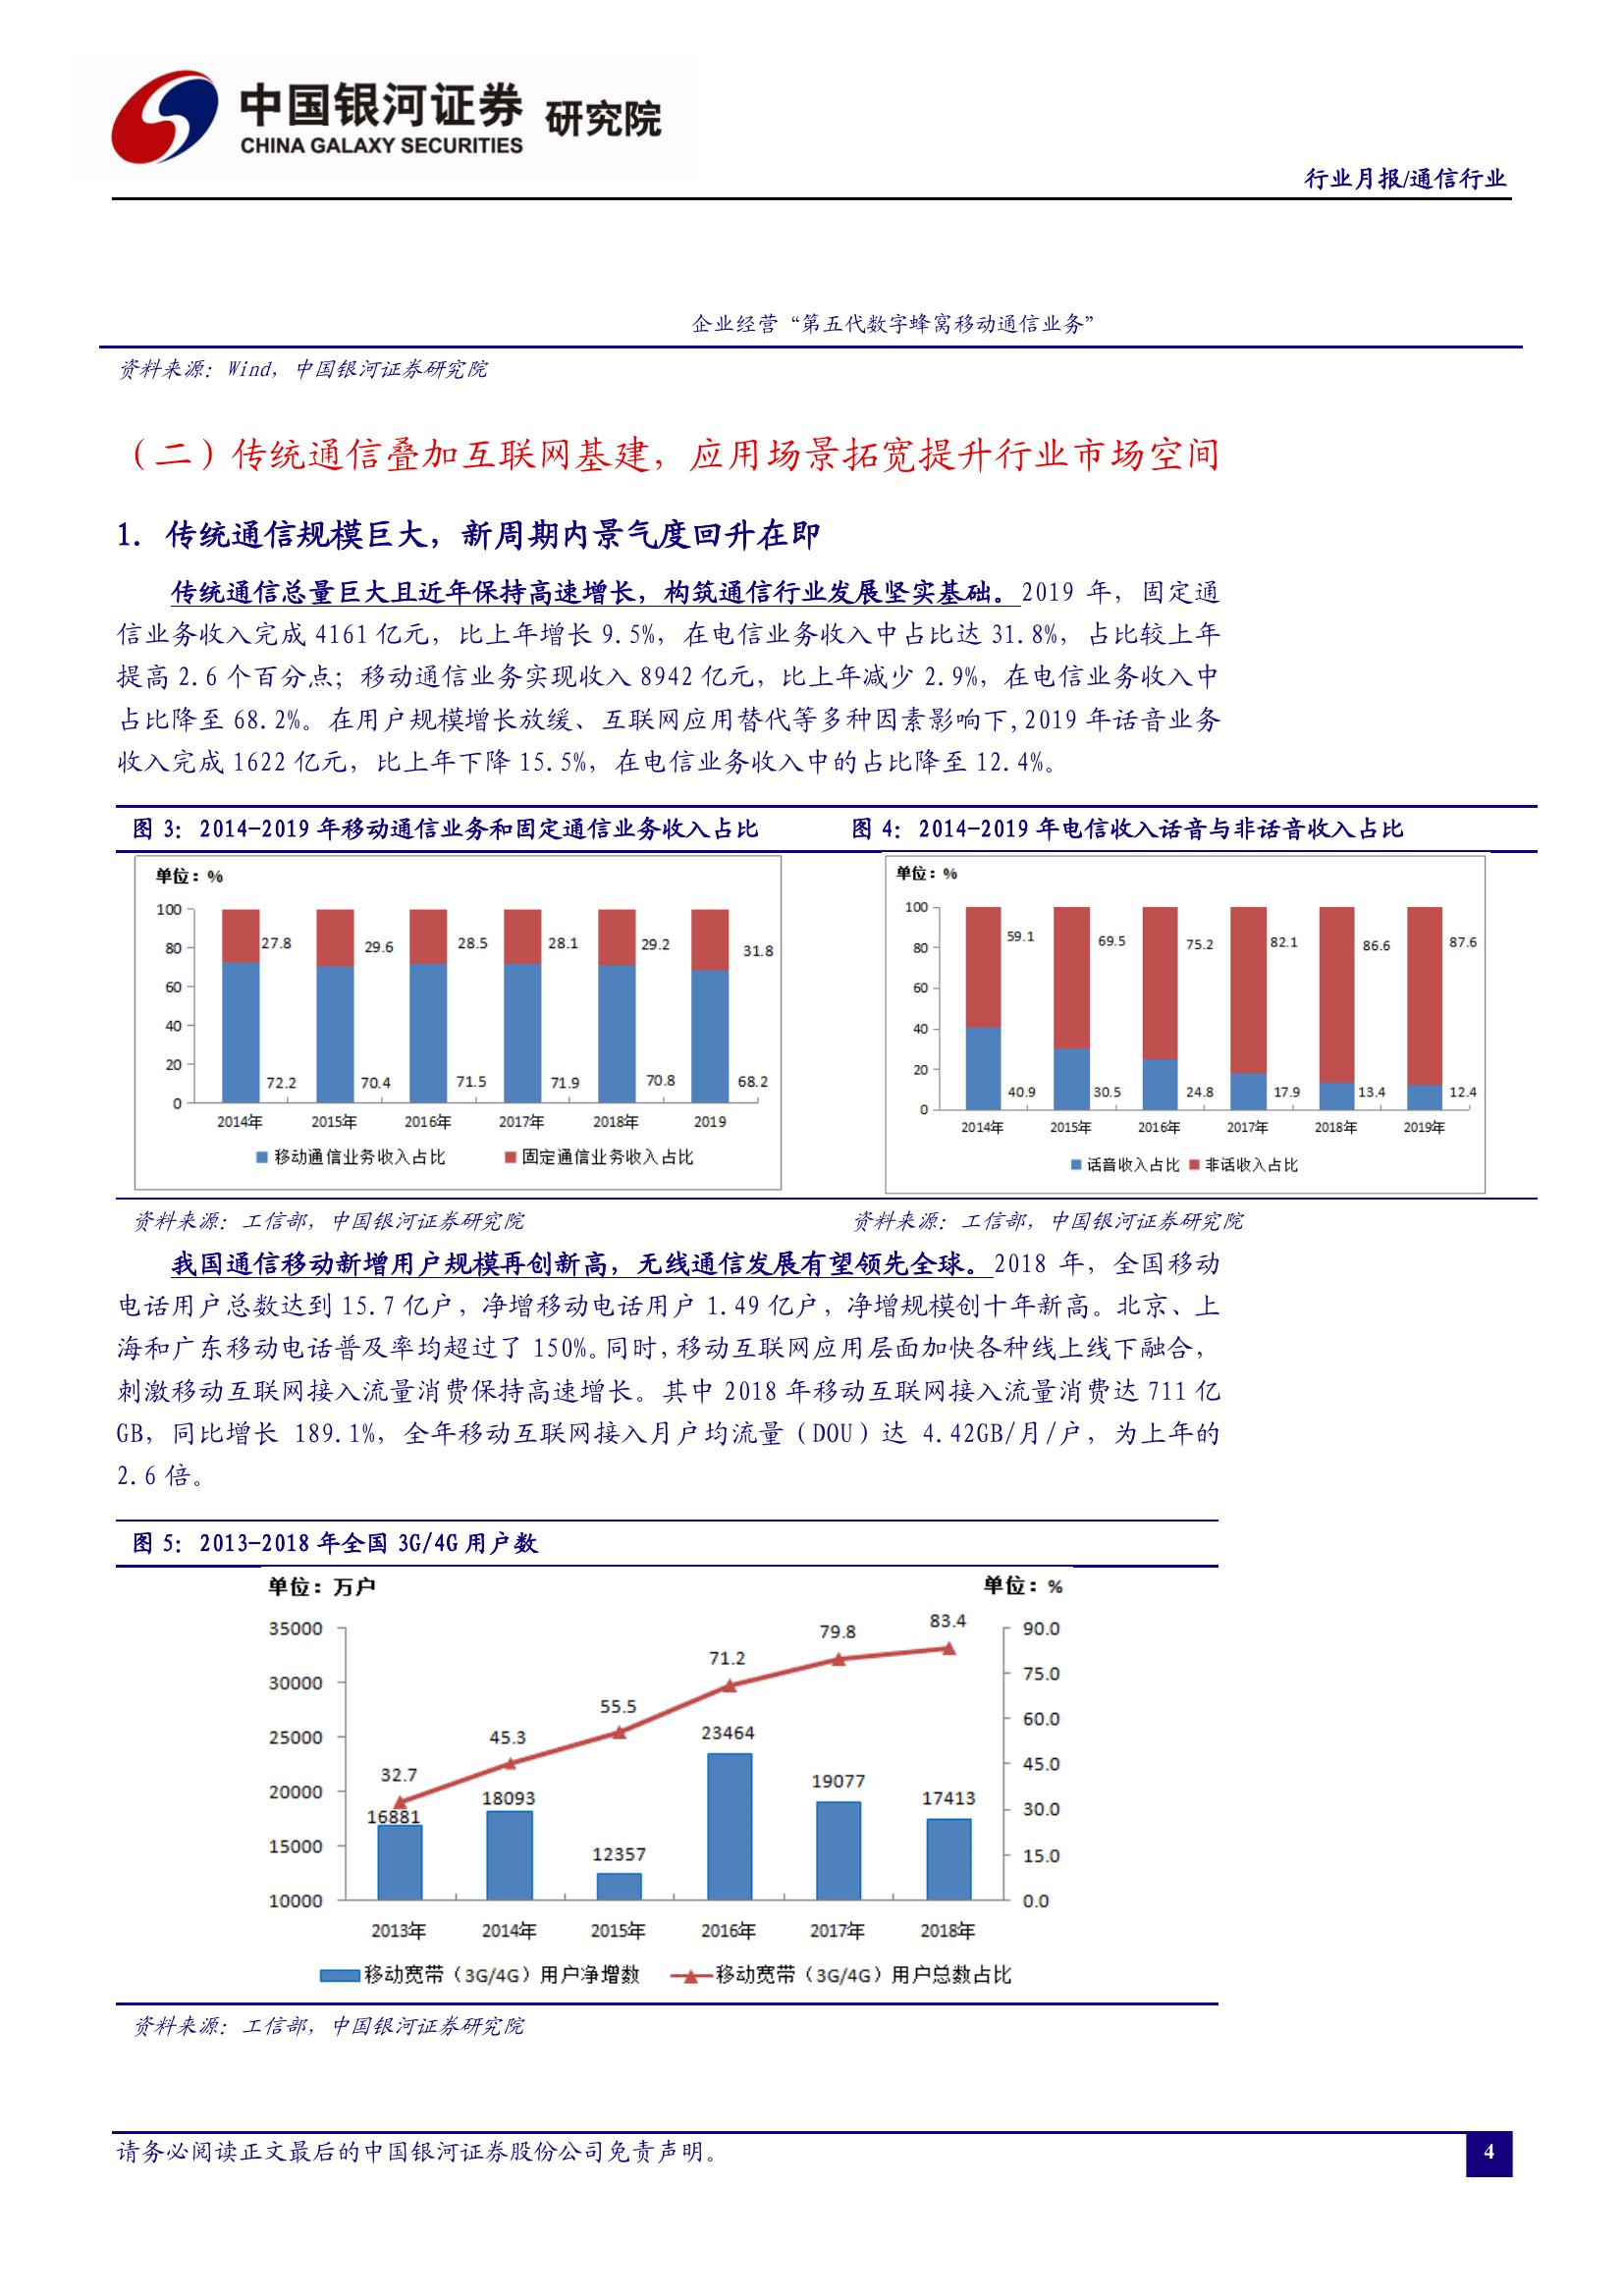 中国银河证券 研究院
CHINA GALAXY SECURITIES
行业月报/通信行业
企业经营“第五代数字蜂窝移动通信业务”
资料来源：Wind，中国银河证券研究院
（二）传统通信叠加互联网基建，应用场景拓宽提升行业市场空间
1. 传统通信规模巨大，新周期内景气度回升在即
传统通信总量巨大且近年保持高速增长，构筑通信行业发展坚实基础。2019 年，固定通
信业务收入完成 4161 亿元，比上年增长 9.5%，在电信业务收入中占比达 31.8%，占比较上年
提高 2.6 个百分点；移动通信业务实现收入 8942 亿元，比上年减少 2.9%，在电信业务收入中
占比降至 68.2%。在用户规模增长放缓、互联网应用替代等多种因素影响下,2019 年话音业务
收入完成 1622 亿元，比上年下降 15.5%，在电信业务收入中的占比降至 12.4%。
图 3：2014-2019 年移动通信业务和固定通信业务收入占比
单位：%
100
80
60
40
20
0
27.8
29.6
28.5
28.1
29.2
31.8
72.2
70.4
71.5
71.9
70.8
68.2
2014年
2015年
2016年
2017年
2018年
2019
移动通信业务收入占比
固定通信业务收入占比
资料来源：工信部，中国银河证券研究院
图 4：2014-2019 年电信收入话音与非话音收入占比
单位：%
100
80
60
40
20
0
59.1
69.5
75.2
82.1
86.6
87.6
40.9
30.5
24.8
17.9
13.4
12.4
2014年
2015年
2016年
2017年
2018年
2019年
话音收入占比
非话收入占比
资料来源：工信部，中国银河证券研究院
我国通信移动新增用户规模再创新高，无线通信发展有望领先全球。2018 年，全国移动
电话用户总数达到 15.7 亿户，净增移动电话用户 1.49 亿户，净增规模创十年新高。北京、上
海和广东移动电话普及率均超过了 150%。同时，移动互联网应用层面加快各种线上线下融合，
刺激移动互联网接入流量消费保持高速增长。其中 2018 年移动互联网接入流量消费达 711 亿
GB，同比增长 189.1%，全年移动互联网接入月户均流量（DOU）达 4.42GB/月/户，为上年的
2.6 倍。
图 5：2013-2018 年全国 3G/4G 用户数
单位：万户
单位：%
35000
30000
25000
20000
15000
10000
90.0
75.0
60.0
45.0
30.0
15.0
0.0
32.7
45.3
55.5
71.2
79.8
83.4
16881
18093
12357
23464
19077
17413
2013年
2014年
2015年
2016年
2017年
2018年
移动宽带（3G/4G）用户净增数
移动宽带（3G/4G）用户总数占比
资料来源：工信部，中国银河证券研究院
请务必阅读正文最后的中国银河证券股份公司免责声明。
4